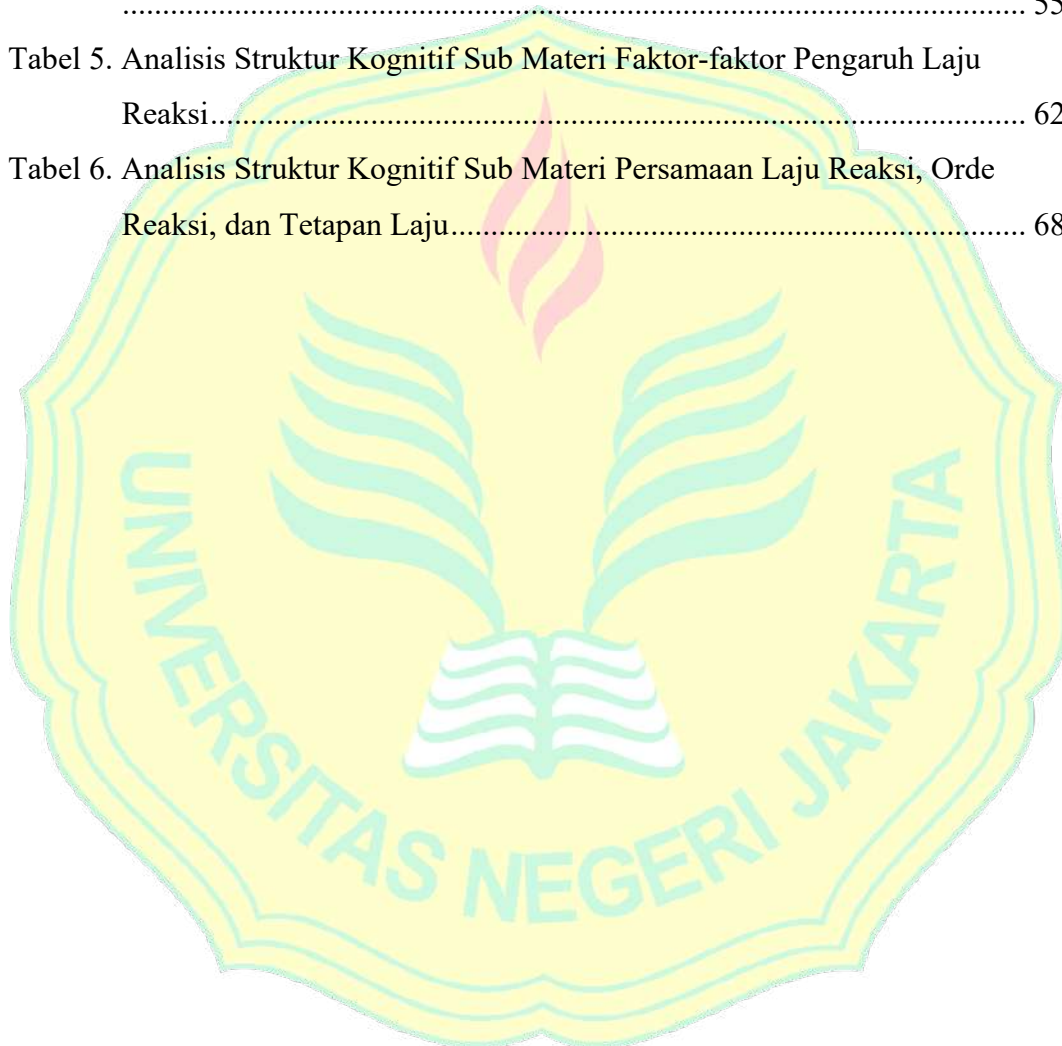 .................................................................................................................... 55
Tabel 5. Analisis Struktur Kognitif Sub Materi Faktor-faktor Pengaruh Laju
Reaksi........................................................................................................ 62
Tabel 6. Analisis Struktur Kognitif Sub Materi Persamaan Laju Reaksi, Orde
Reaksi, dan Tetapan Laju......................................................................... 68
UNIVERSITAS NEGERI JAKARTA